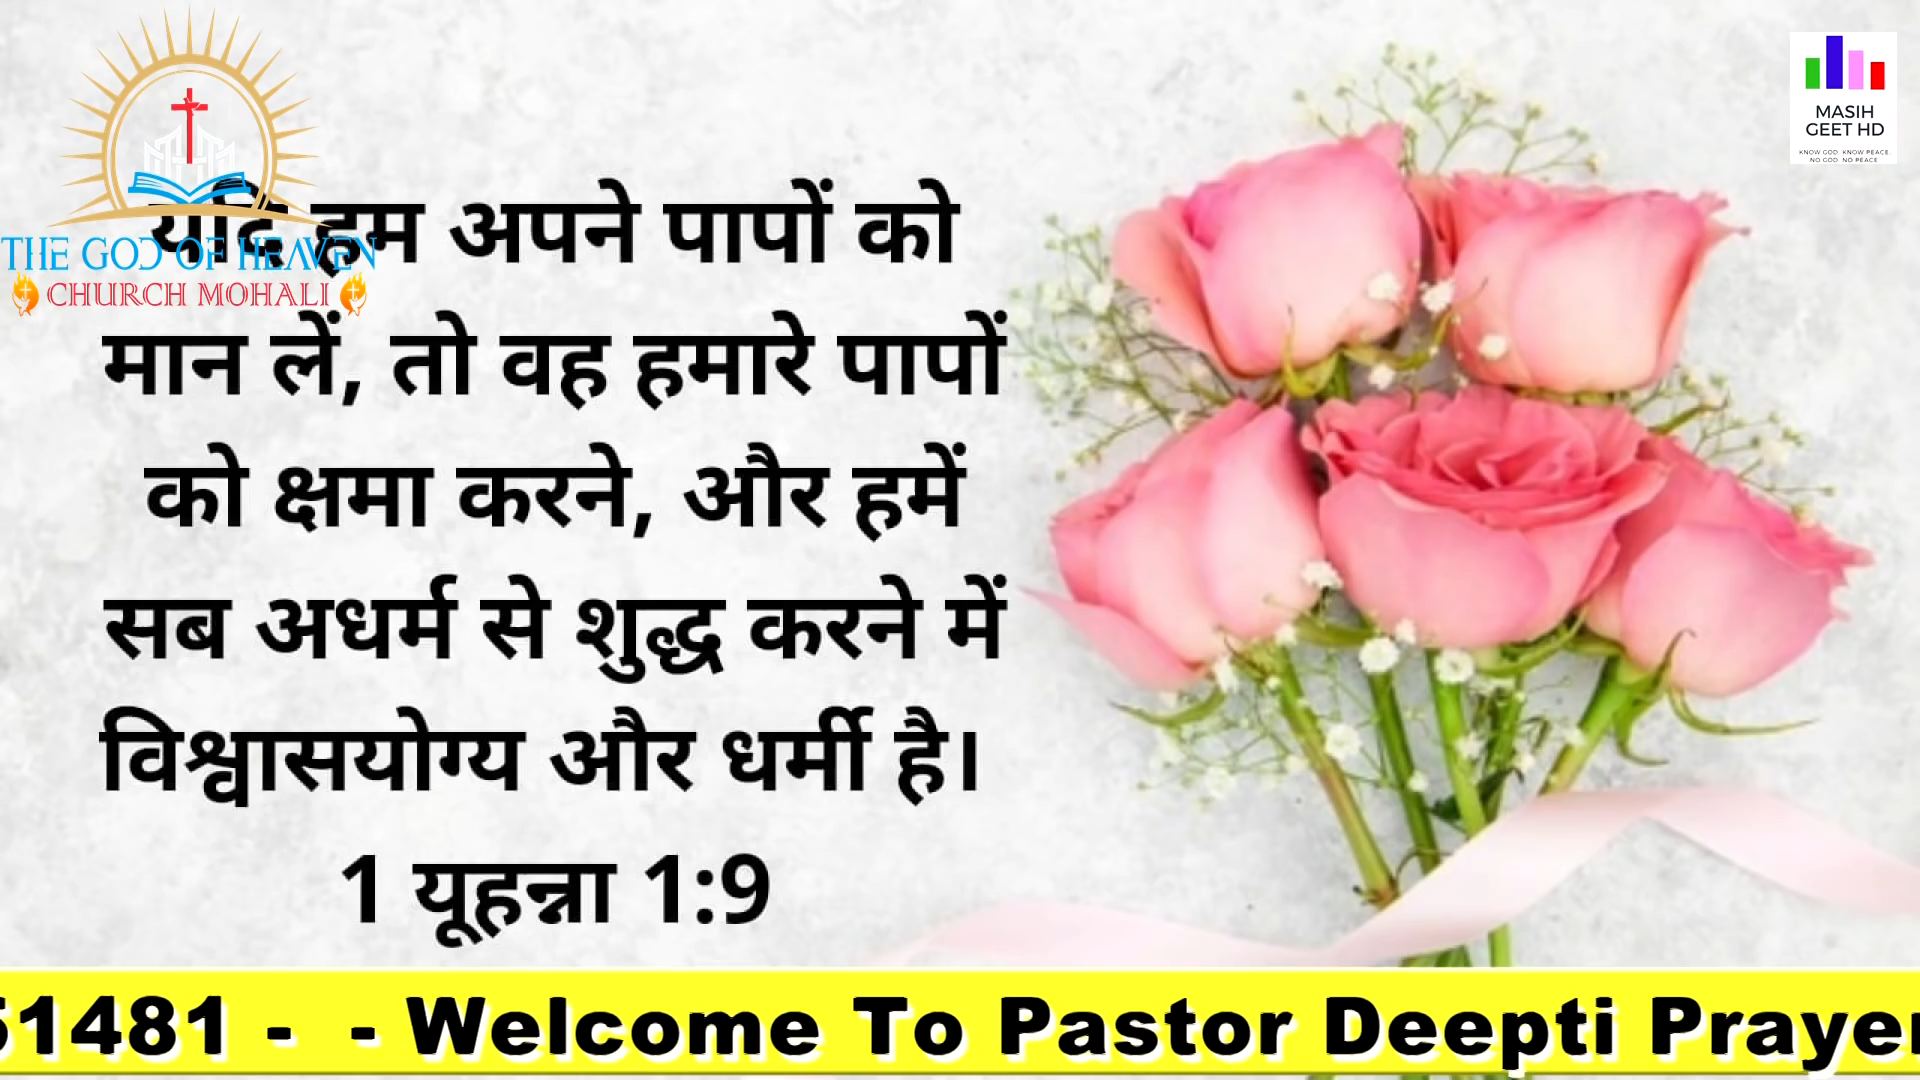 MASIH
GEET HD
KNOW GOD. KNOW PEACE.
NO GOD. NO PEACE
यदि हम अपने पापों को
THE GOD OF HEAVEN
CHURCH MOHALI
मान लें, तो वह हमारे पापों
को क्षमा करने, और हमें
सब अधर्म से शुद्ध करने में
विश्वासयोग्य और धर्मी है।
1 यूहन्ना 1:9
51481 - - Welcome To Pastor Deepti Prayer